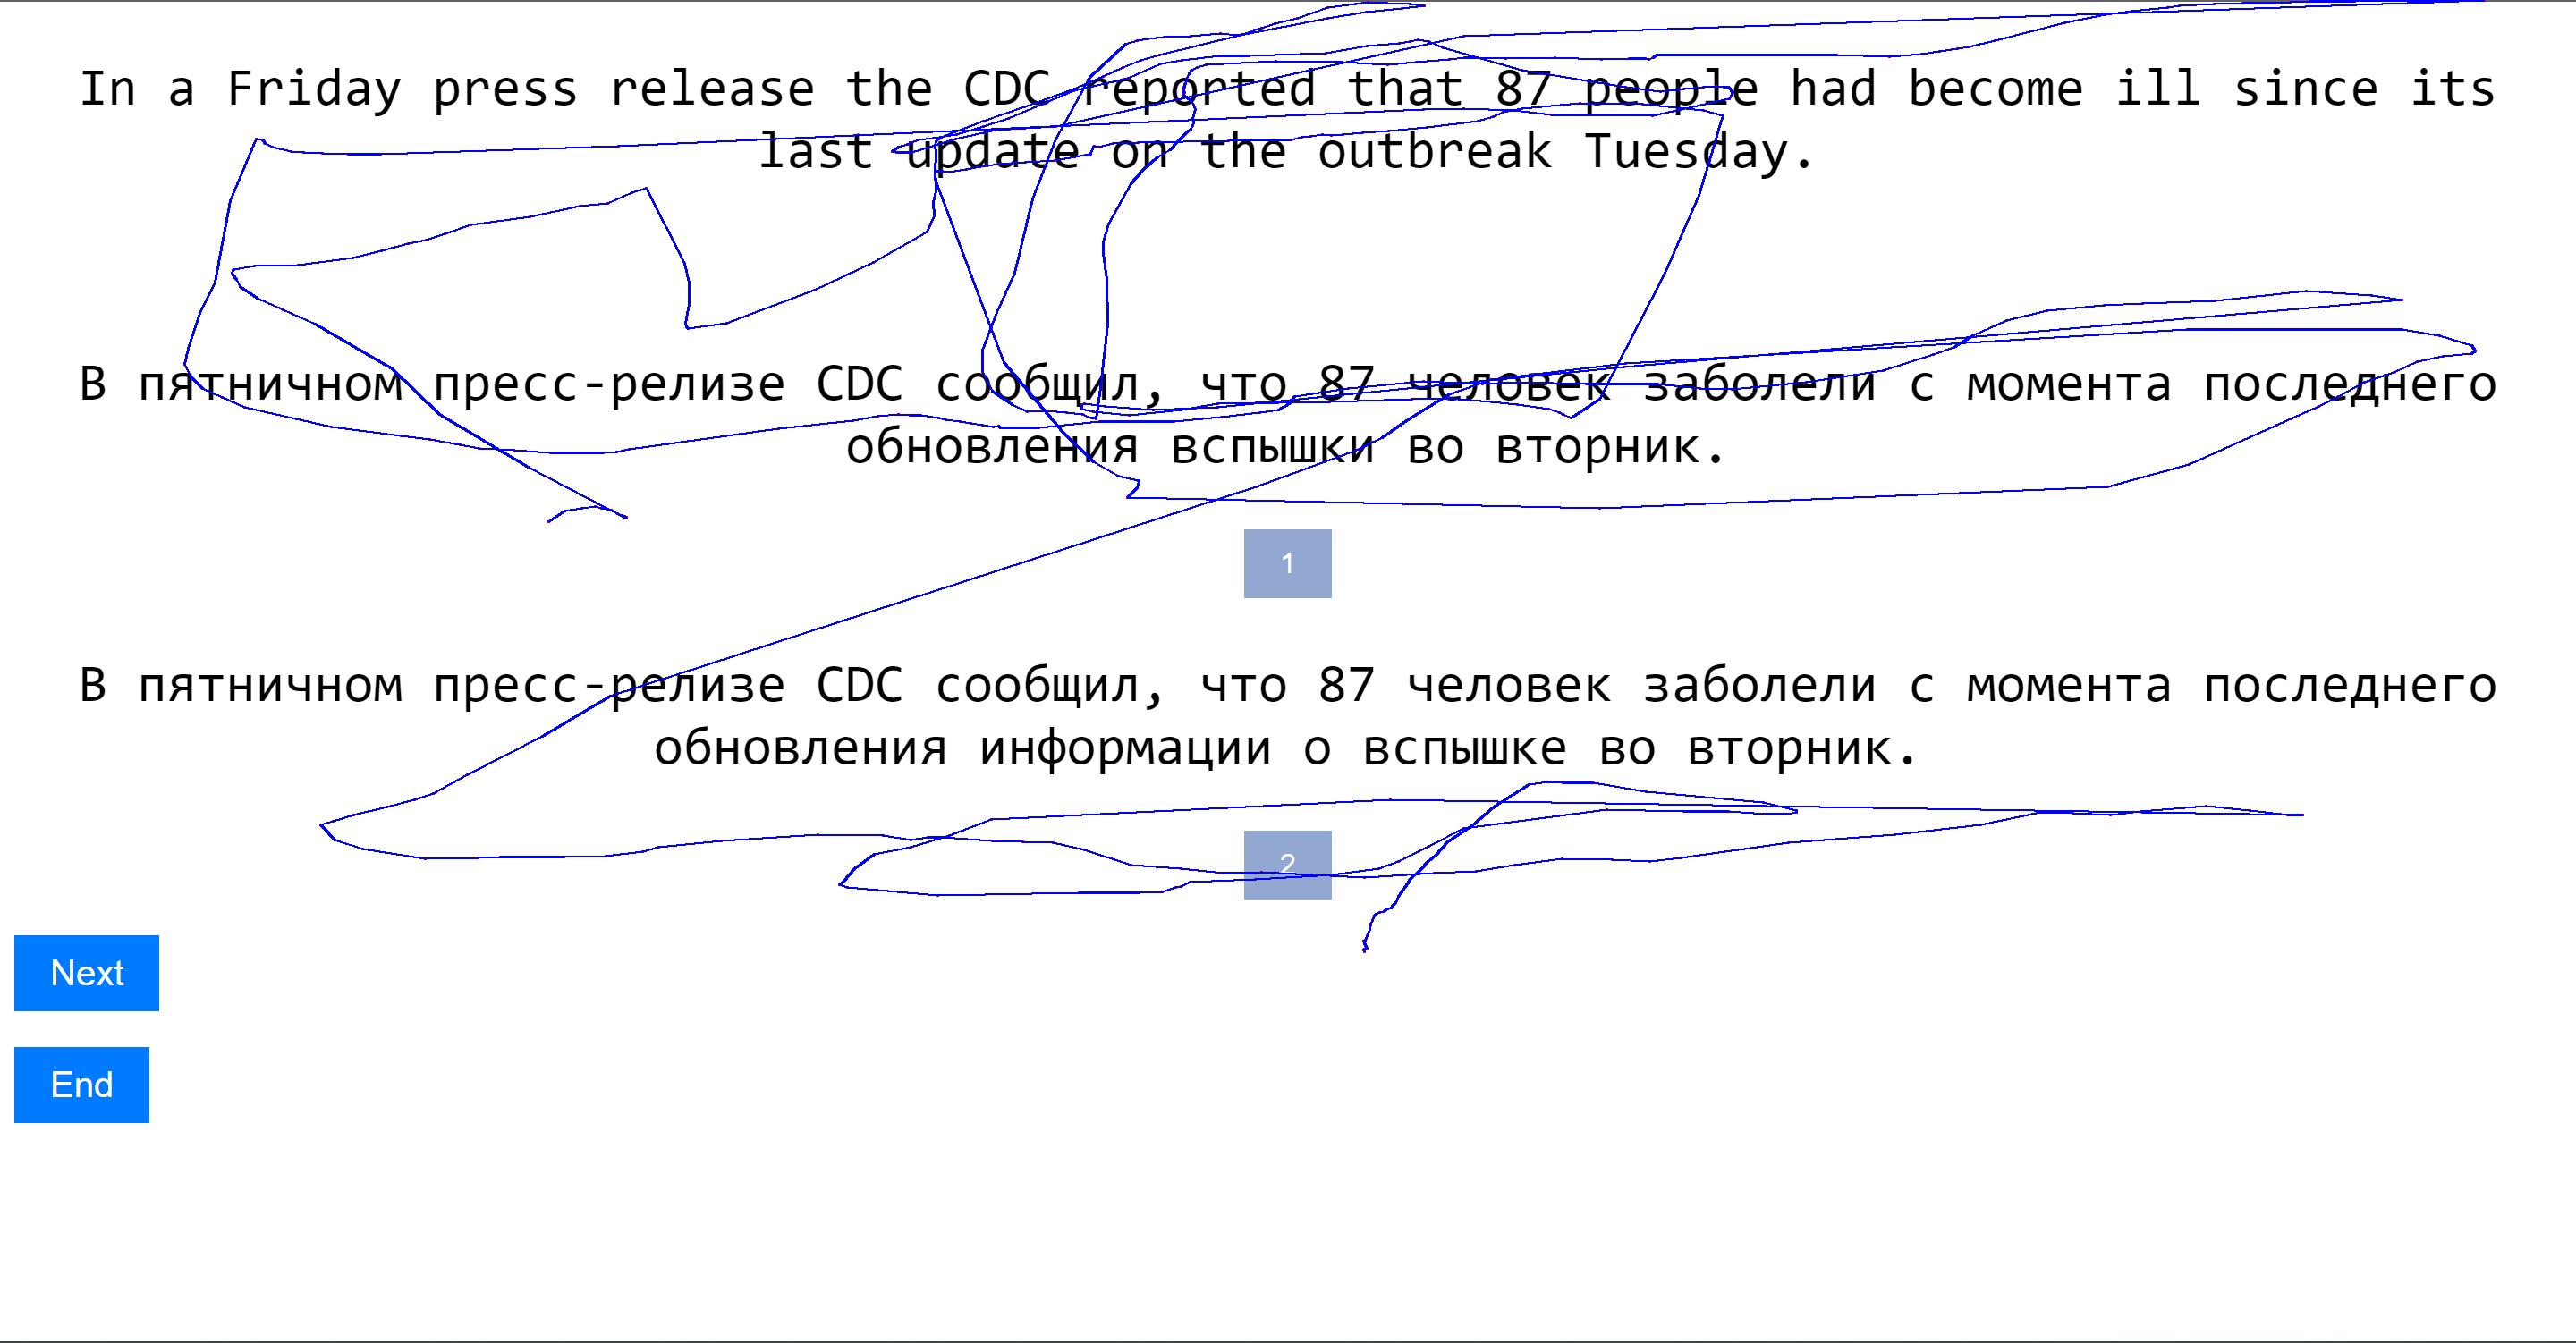 In a Friday press release the CDC reported that 87 people had become ill since its
last update on the outbreak Tuesday.
В пятничном пресс-релизе CDC сообщил, что 87 человек заболели с момента последнего
обновления вспышки во вторник.
1
В пятничном пресс-релизе CDC сообщил, что 87 человек заболели с момента последнего
обновления информации о вспышке во вторник.
2
Next
End